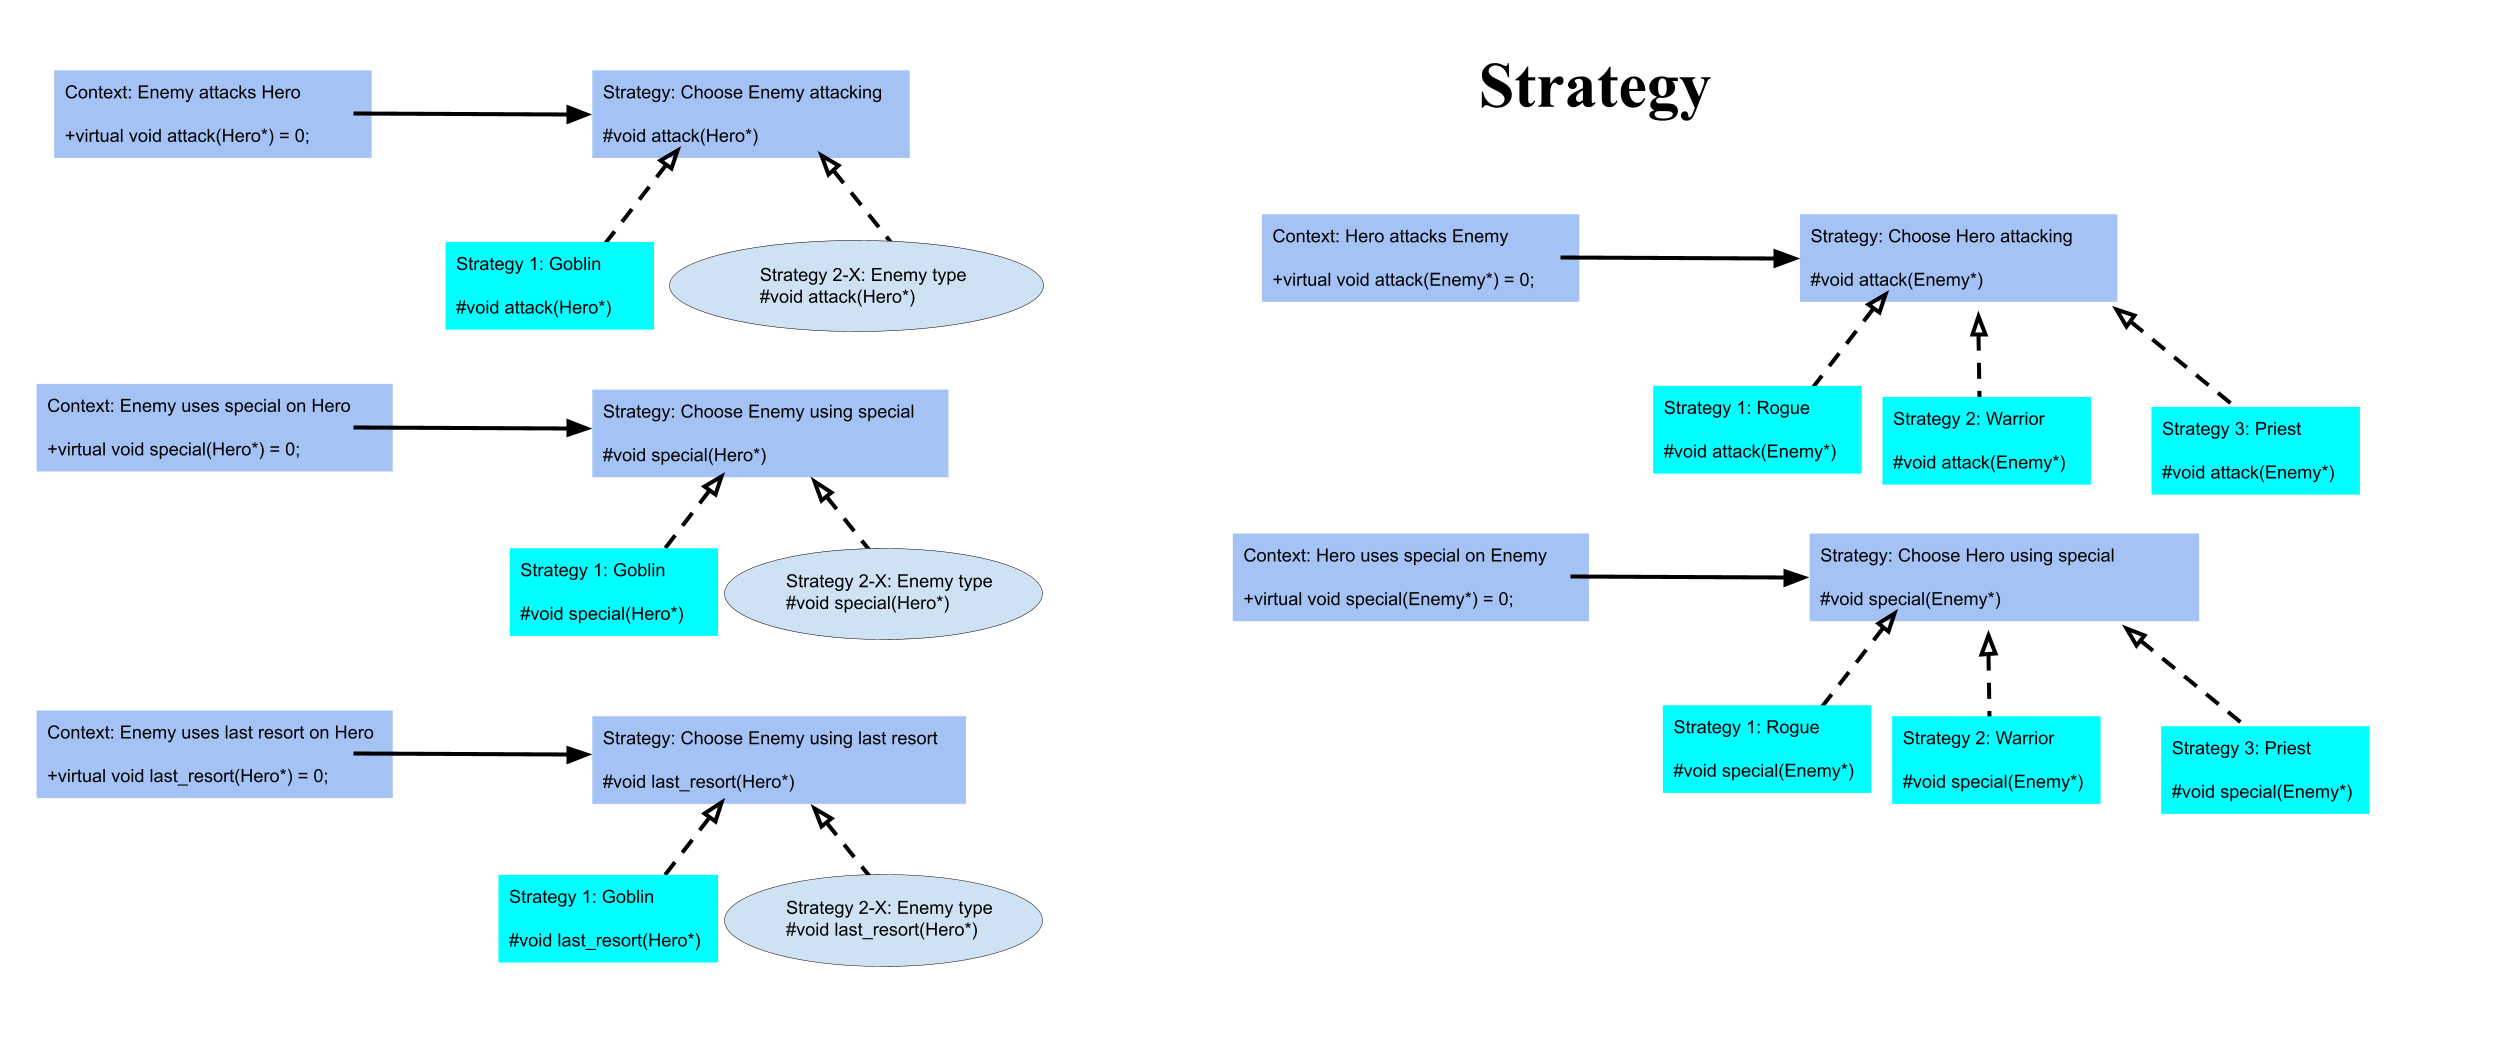 Strategy
Context: Enemy attacks Hero
+virtual void attack(Hero*) = 0;
Strategy: Choose Enemy attacking
#void attack(Hero*)
Strategy 1: Goblin
#void attack(Hero*)
Strategy 2-X: Enemy type
#void attack(Hero*)
Context: Enemy uses special on Hero
+virtual void special(Hero*) = 0;
Strategy: Choose Enemy using special
#void special(Hero*)
Strategy 1: Goblin
#void special(Hero*)
Strategy 2-X: Enemy type
#void special(Hero*)
Context: Enemy uses last resort on Hero
+virtual void last_resort(Hero*) = 0;
Strategy: Choose Enemy using last resort
#void last_resort(Hero*)
Strategy 1: Goblin
#void last_resort(Hero*)
Strategy 2-X: Enemy type
#void last_resort(Hero*)
Context: Hero attacks Enemy
+virtual void attack(Enemy*) = 0;
Strategy: Choose Hero attacking
#void attack(Enemy*)
Strategy 1: Rogue
#void attack(Enemy*)
Strategy 2: Warrior
#void attack(Enemy*)
Strategy 3: Priest
#void attack(Enemy*)
Context: Hero uses special on Enemy
+virtual void special(Enemy*) = 0;
Strategy: Choose Hero using special
#void special(Enemy*)
Strategy 1: Rogue
#void special(Enemy*)
Strategy 2: Warrior
#void special(Enemy*)
Strategy 3: Priest
#void special(Enemy*)